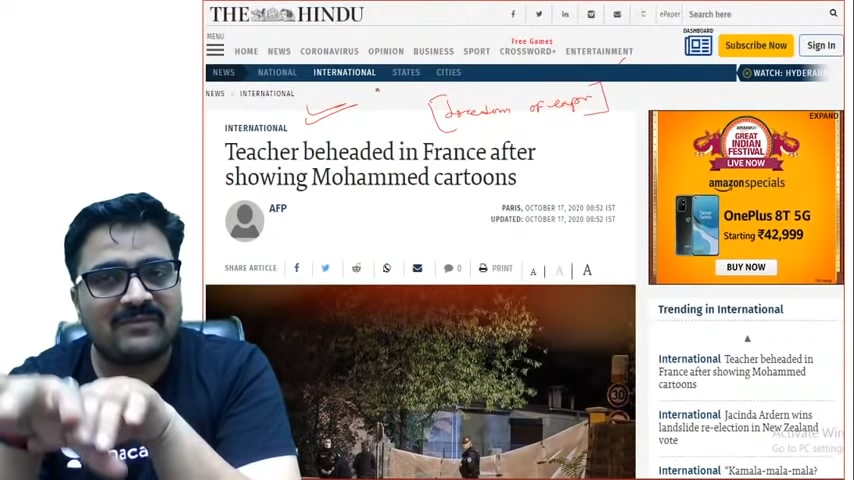 THE HINDU
ePaper
Search here
MENU
HOME
NEWS
CORONAVIRUS
OPINION
BUSINESS
SPORT
Free Games
CROSSWORD+
ENTERTAINMENT
DASHBOARD
Subscribe Now
Sign In
NEWS
NATIONAL
INTERNATIONAL
STATES
CITIES
WATCH: HYDERABA
NEWS > INTERNATIONAL
freedom of expr
INTERNATIONAL
Teacher beheaded in France after
showing Mohammed cartoons
AFP
PARIS, OCTOBER 17, 2020 08:52 IST
UPDATED: OCTOBER 17, 2020 08:52 IST
SHARE ARTICLE
0
PRINT
A
A
A
EXPAND
amazon
GREAT
INDIAN
FESTIVAL
LIVE NOW
amazonspecials
OnePlus 8T 5G
Starting ₹42,999
BUY NOW
Trending in International
International Teacher beheaded in
France after showing Mohammed
cartoons
International Jacinda Ardern wins
landslide re-election in New Zealand
vote
International "Kamala-mala-mala?
Activate Win
Go to PC settings
30
maca